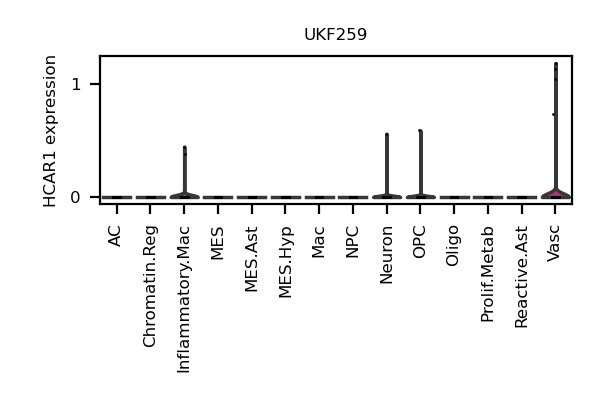 UKF259
HCAR1 expression
1
0
AC
Chromatin.Reg
Inflammatory.Mac
MES
MES.Ast
MES.Hyp
Mac
NPC
Neuron
OPC
Oligo
Prolif.Metab
Reactive.Ast
Vasc